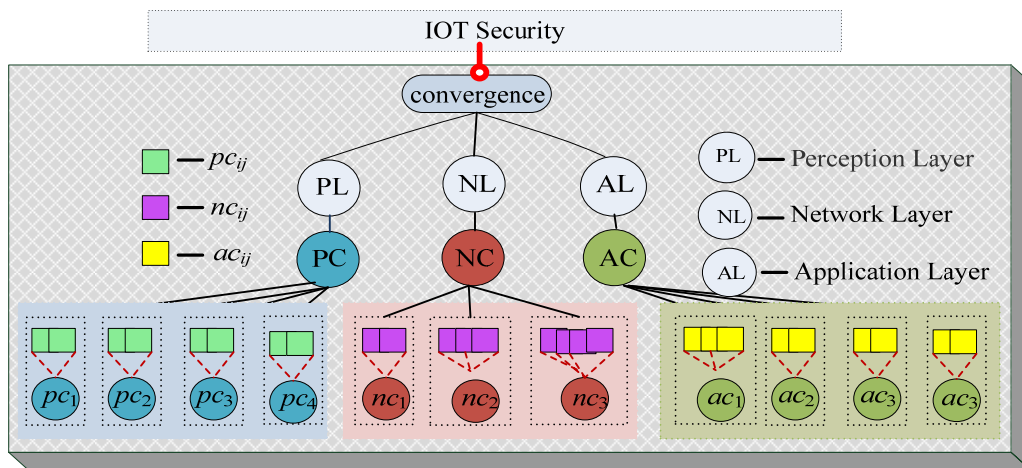 IOT Security
convergence
PL
NL
AL
PC
NC
AC
pcij
ncij
acij
PL Perception Layer
NL Network Layer
AL Application Layer
pc1 pc2 pc3 pc4 nc1 nc2 nc3 ac1 ac2 ac3 ac3